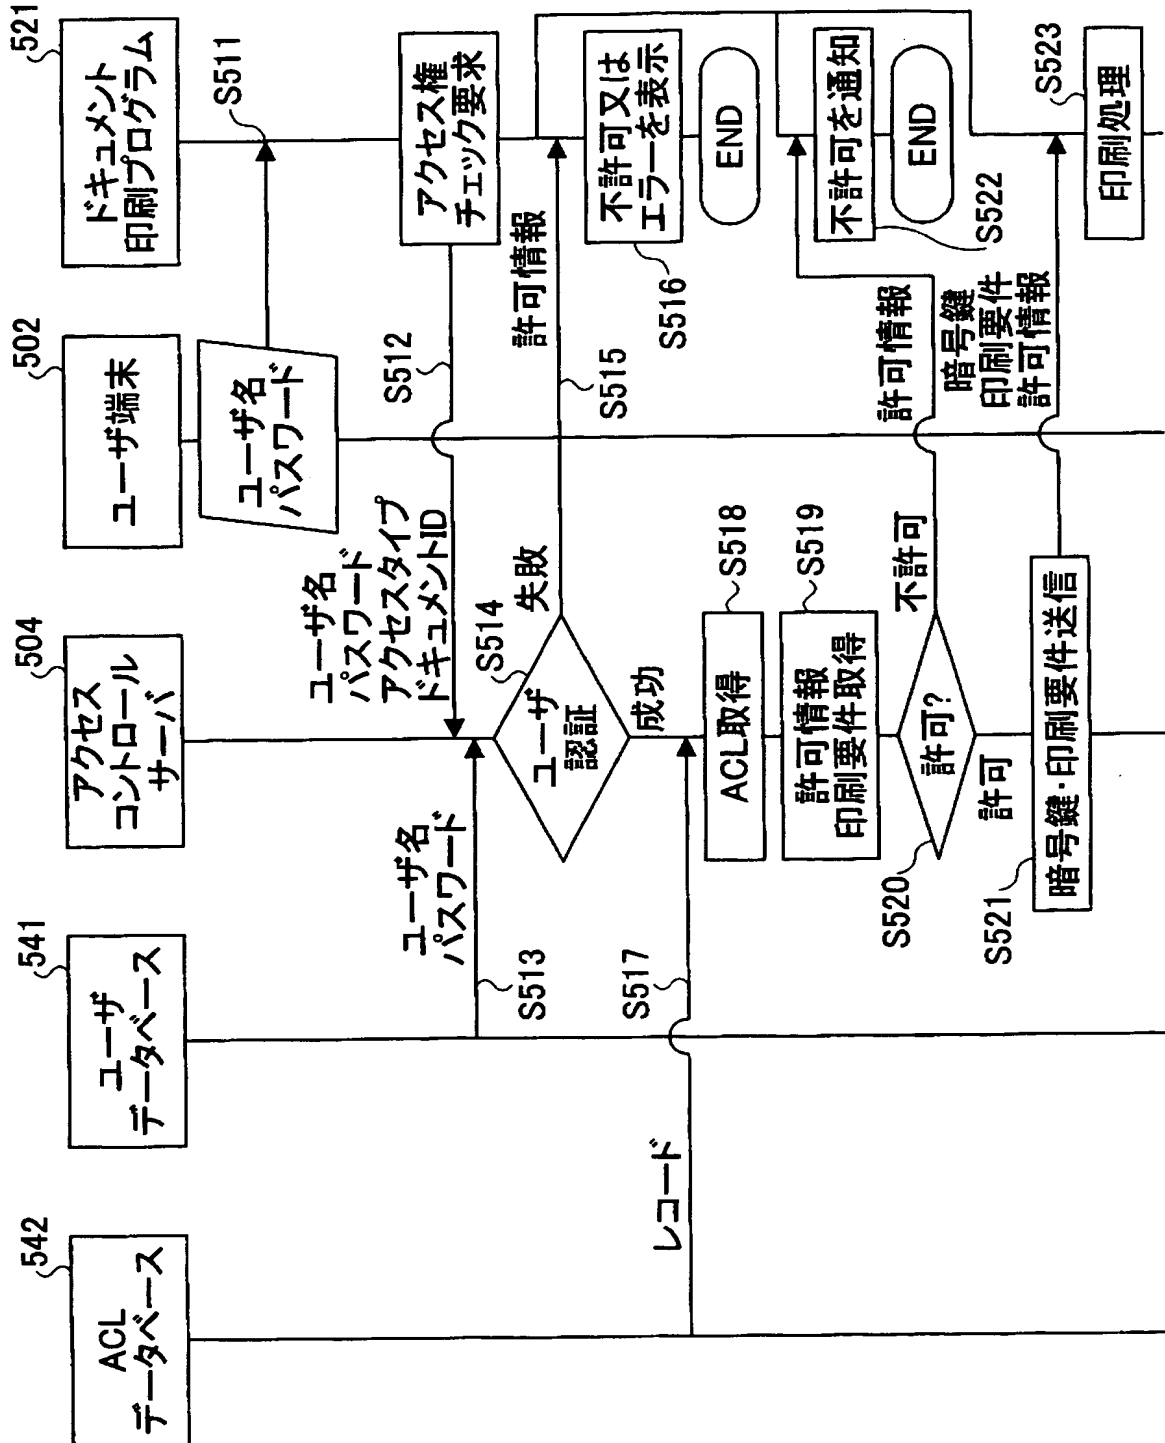 542
ACL
データベース
541
ユーザ
データベース
504
アクセス
コントロール
サーバ
502
ユーザ端末
521
ドキュメント
印刷プログラム
ユーザ名
パスワード
S511
アクセス権
チェック要求
S512
ユーザ名
パスワード
アクセスタイプ
ドキュメントID
ユーザ名
パスワード
S513
S514
ユーザ
認証
失敗
成功
許可情報
S515
不許可又は
エラーを表示
S516
END
レコード
S517
ACL取得
S518
許可情報
印刷要件取得
S519
許可?
S520
不許可
許可
許可情報
不許可を通知
S522
END
暗号鍵・印刷要件送信
S521
暗号鍵
印刷要件
許可情報
印刷処理
S523